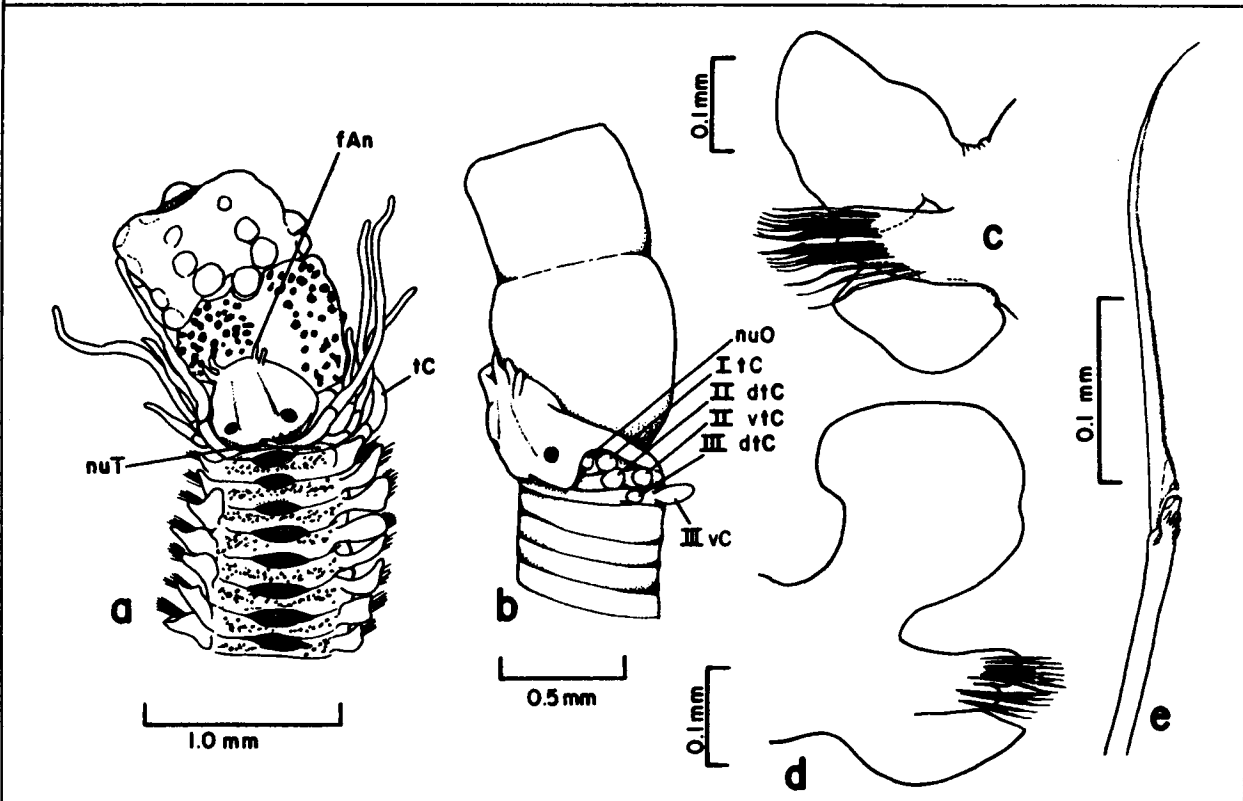 fAn
tC
nuT
a
1.0 mm
nuO
I tC
II dtC
II vtC
III dtC
III vC
b
0.5 mm
0.1 mm
c
0.1 mm
d
0.1 mm
e